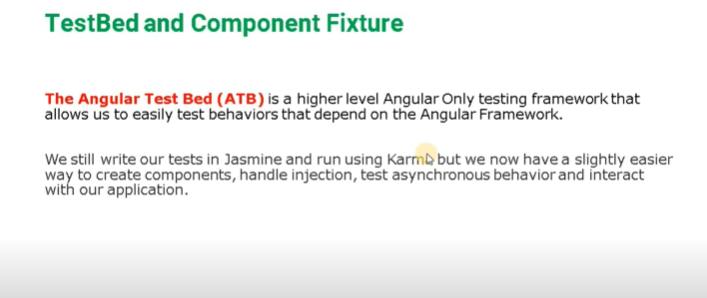 TestBed and Component Fixture
The Angular Test Bed (ATB) is a higher level Angular Only testing framework that
allows us to easily test behaviors that depend on the Angular Framework.
We still write our tests in Jasmine and run using Karma but we now have a slightly easier
way to create components, handle injection, test asynchronous behavior and interact
with our application.